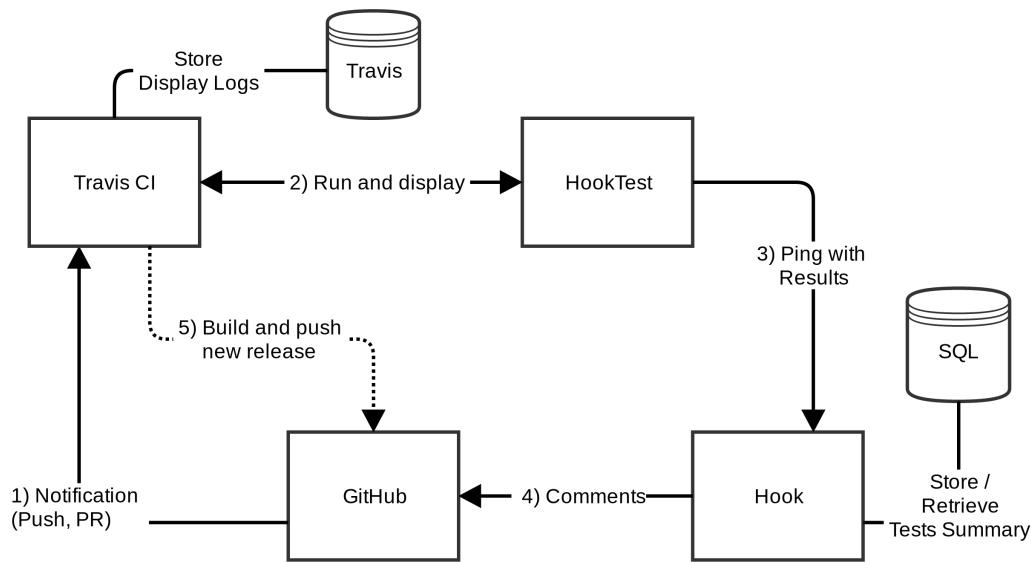 Store
Display Logs
Travis
Travis CI
2) Run and display
HookTest
3) Ping with
Results
5) Build and push
new release
SQL
1) Notification
(Push, PR)
GitHub
4) Comments
Hook
Store /
Retrieve
Tests Summary